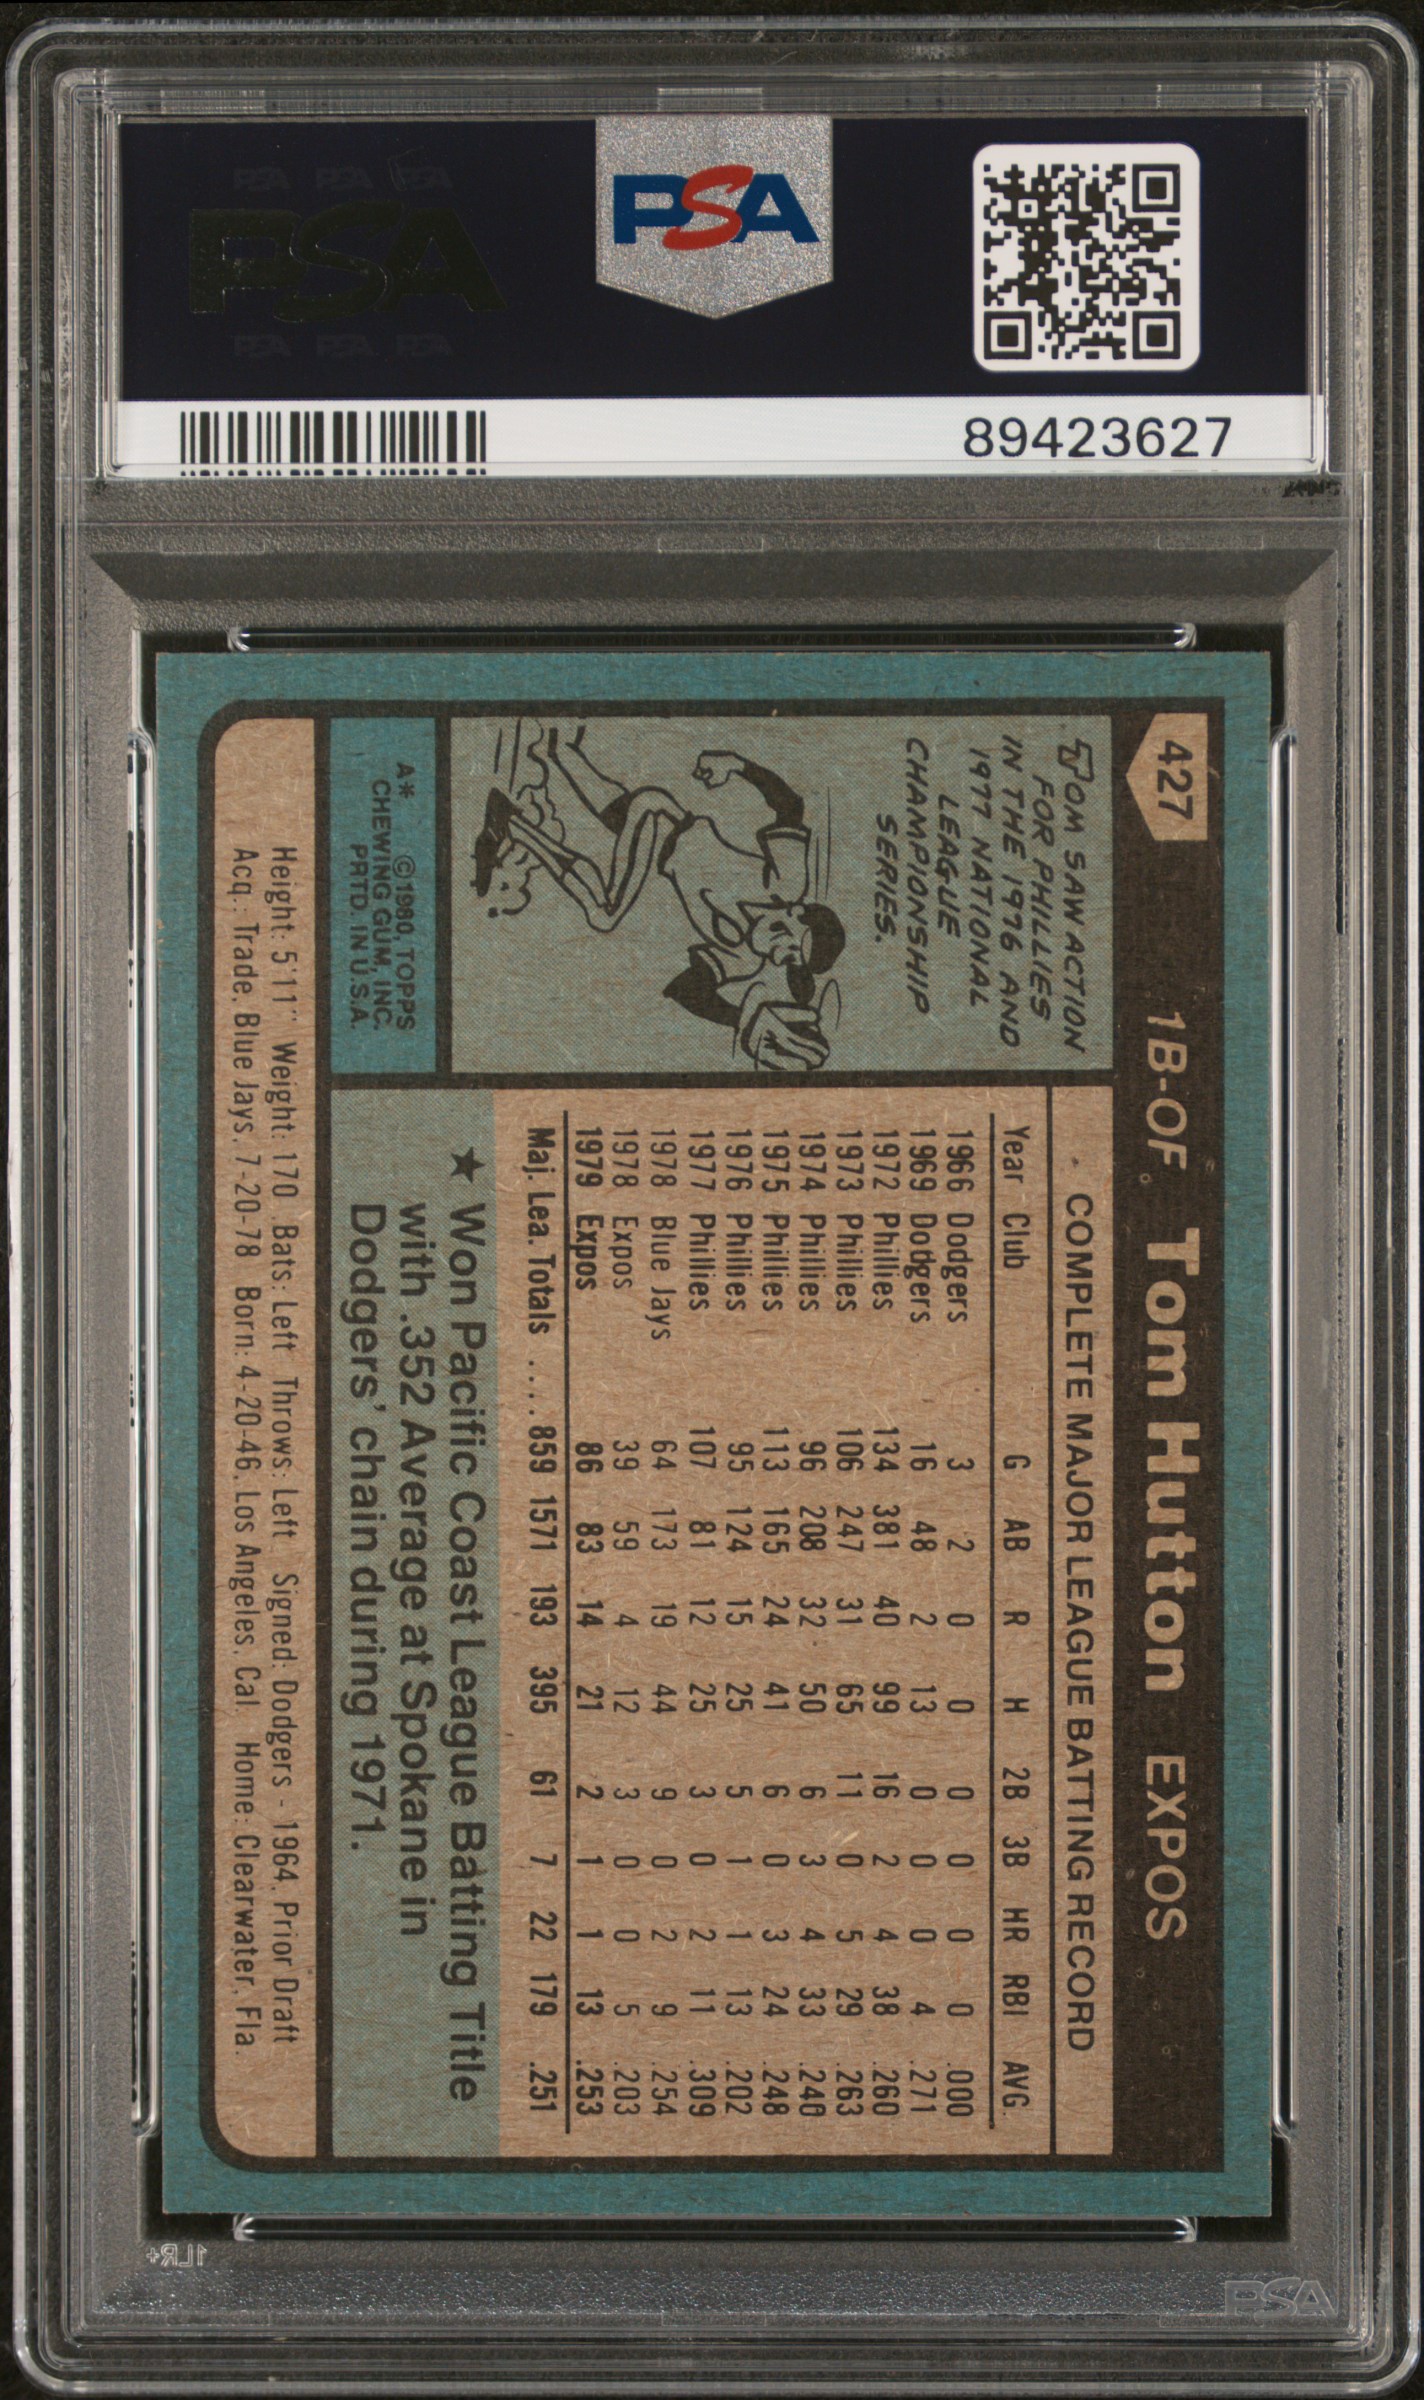 PSA PSA PSA
PSA
PSA PSA PSA
PSA
89423627
427 1B-OF Tom Hutton EXPOS
TOM SAW ACTION
FOR PHILLIES
IN THE 1976 AND
1977 NATIONAL
LEAGUE
CHAMPIONSHIP
SERIES.
A* © 1980, TOPPS
CHEWING GUM, INC.
PRTD. IN U.S.A.
COMPLETE MAJOR LEAGUE BATTING RECORD
Year Club G AB R H 2B 3B HR RBI AVG.
1966 Dodgers 3 2 0 0 0 0 0 0 .000
1969 Dodgers 16 48 2 13 0 0 0 4 .271
1972 Phillies 134 381 40 99 16 2 4 38 .260
1973 Phillies 106 247 31 65 11 0 5 29 .263
1974 Phillies 96 208 32 50 6 3 4 33 .240
1975 Phillies 113 165 24 41 6 0 3 24 .248
1976 Phillies 95 124 15 25 5 1 1 13 .202
1977 Phillies 107 81 12 25 3 0 2 11 .309
1978 Blue Jays 64 173 19 44 9 0 2 9 .254
1978 Expos 39 59 4 12 3 0 0 5 .203
1979 Expos 86 83 14 21 2 1 1 13 .253
Maj. Lea. Totals .... 859 1571 193 395 61 7 22 179 .251
★ Won Pacific Coast League Batting Title
with .352 Average at Spokane in
Dodgers' chain during 1971.
Height: 5'11" Weight: 170 Bats: Left Throws: Left Signed: Dodgers - 1964, Prior Draft
Acq.: Trade, Blue Jays, 7-20-78 Born: 4-20-46, Los Angeles, Cal. Home: Clearwater, Fla.
1LR+
PSA